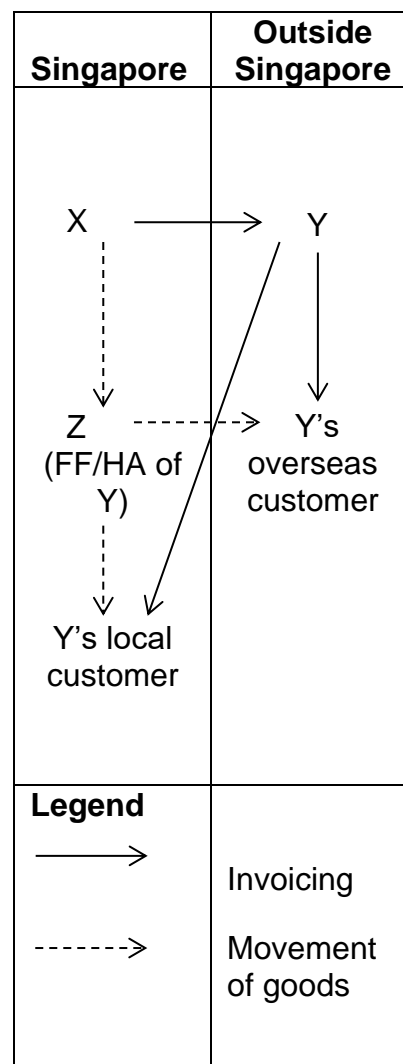 Singapore
Outside
Singapore
X
Y
Z
(FF/HA of
Y)
Y's
overseas
customer
Y's local
customer
Legend
Invoicing
Movement
of goods